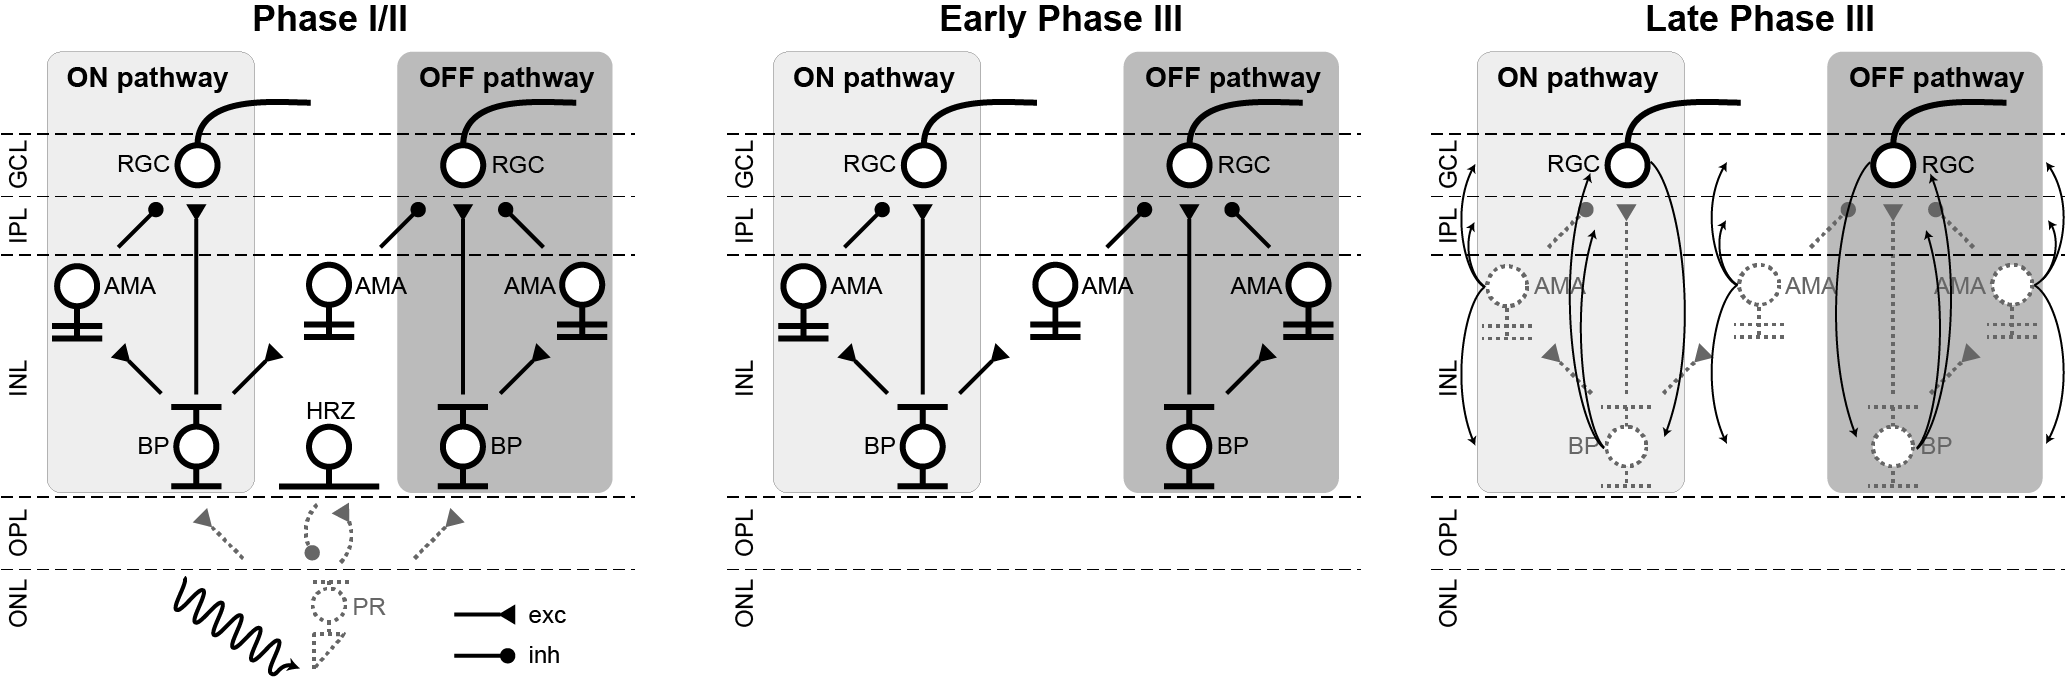 Phase I/II
ON pathway
OFF pathway
GCL
RGC
RGC
IPL
AMA
AMA
AMA
INL
HRZ
BP
BP
OPL
ONL
PR
exc
inh
Early Phase III
ON pathway
OFF pathway
GCL
RGC
RGC
IPL
AMA
AMA
AMA
INL
BP
BP
OPL
ONL
Late Phase III
ON pathway
OFF pathway
GCL
RGC
RGC
IPL
AMA
AMA
AMA
INL
BP
BP
OPL
ONL